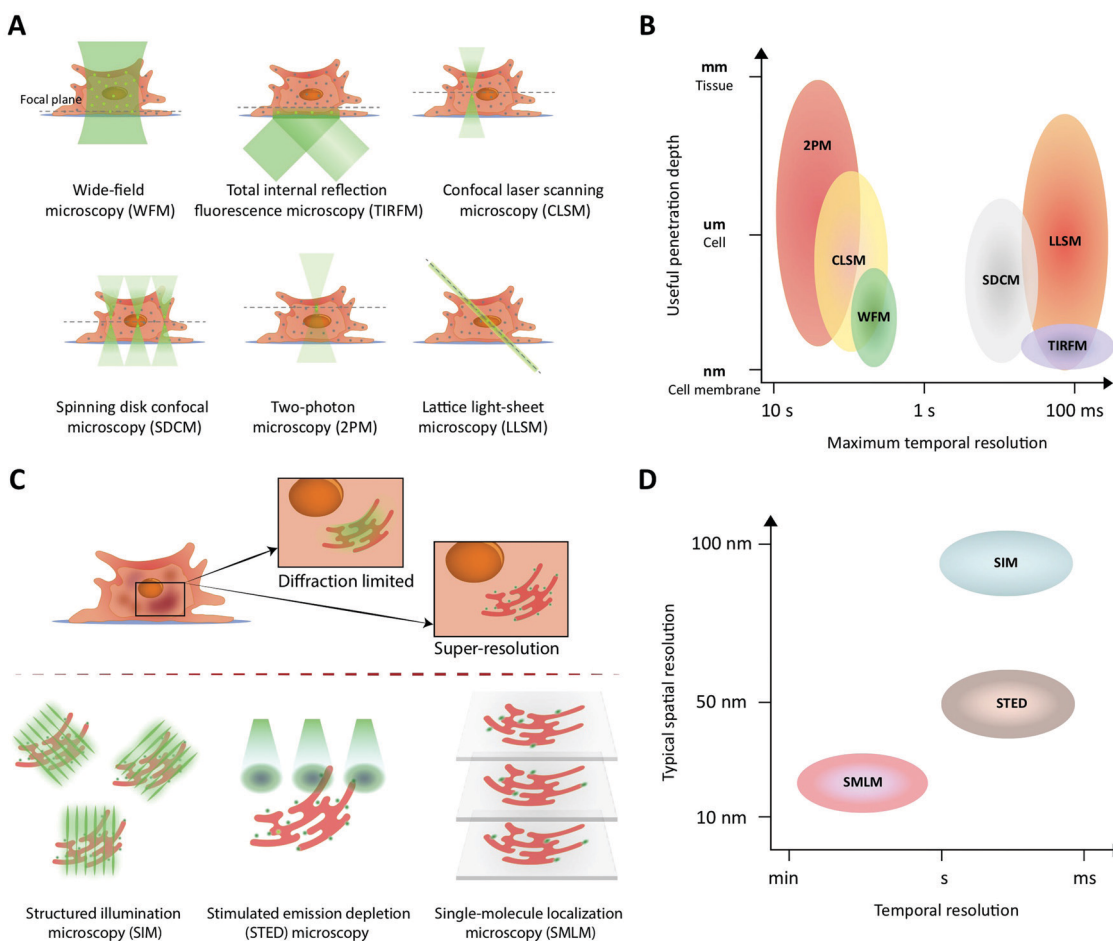 A
Focal plane
Wide-field
microscopy (WFM)
Total internal reflection
fluorescence microscopy (TIRFM)
Confocal laser scanning
microscopy (CLSM)
Spinning disk confocal
microscopy (SDCM)
Two-photon
microscopy (2PM)
Lattice light-sheet
microscopy (LLSM)
B
Useful penetration depth
mm
Tissue
um
Cell
nm
Cell membrane
2PM
CLSM
WFM
SDCM
LLSM
TIRFM
10 s
1 s
100 ms
Maximum temporal resolution
C
Diffraction limited
Super-resolution
Structured illumination
microscopy (SIM)
Stimulated emission depletion
(STED) microscopy
Single-molecule localization
microscopy (SMLM)
D
Typical spatial resolution
100 nm
50 nm
10 nm
SIM
STED
SMLM
min
s
ms
Temporal resolution